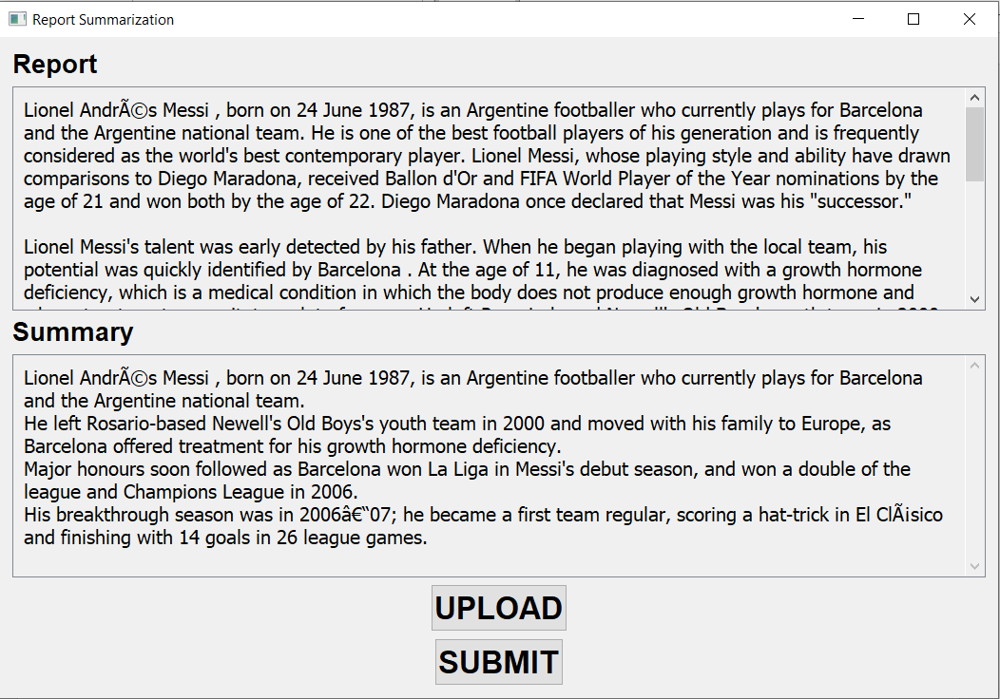 Report Summarization
Report
Lionel AndrÃ©s Messi , born on 24 June 1987, is an Argentine footballer who currently plays for Barcelona
and the Argentine national team. He is one of the best football players of his generation and is frequently
considered as the world's best contemporary player. Lionel Messi, whose playing style and ability have drawn
comparisons to Diego Maradona, received Ballon d'Or and FIFA World Player of the Year nominations by the
age of 21 and won both by the age of 22. Diego Maradona once declared that Messi was his "successor."
Lionel Messi's talent was early detected by his father. When he began playing with the local team, his
potential was quickly identified by Barcelona . At the age of 11, he was diagnosed with a growth hormone
deficiency, which is a medical condition in which the body does not produce enough growth hormone and
Summary
Lionel AndrÃ©s Messi , born on 24 June 1987, is an Argentine footballer who currently plays for Barcelona
and the Argentine national team.
He left Rosario-based Newell's Old Boys's youth team in 2000 and moved with his family to Europe, as
Barcelona offered treatment for his growth hormone deficiency.
Major honours soon followed as Barcelona won La Liga in Messi's debut season, and won a double of the
league and Champions League in 2006.
His breakthrough season was in 2006â€“07; he became a first team regular, scoring a hat-trick in El ClÃ¡sico
and finishing with 14 goals in 26 league games.
UPLOAD
SUBMIT